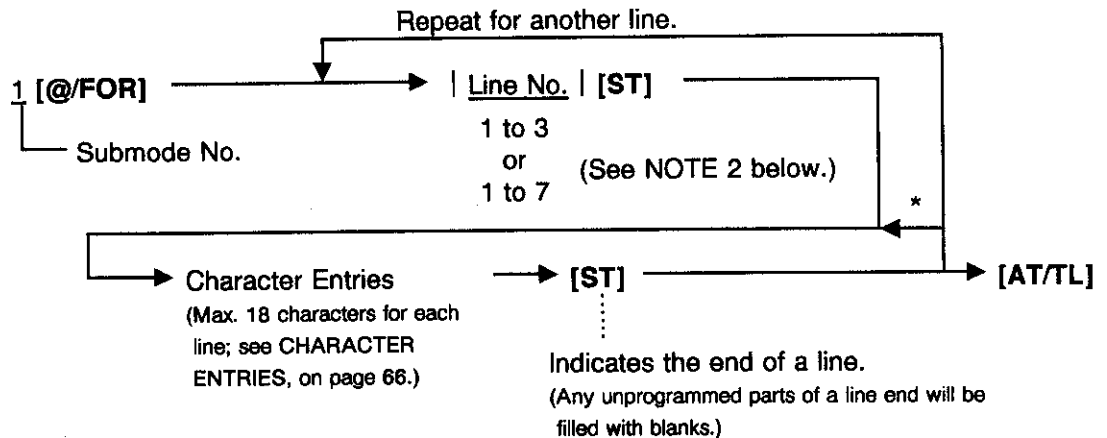 Repeat for another line.
1 [@/FOR]
| Line No. | [ST]
Submode No.
1 to 3
or
1 to 7
(See NOTE 2 below.)
*
Character Entries
[ST]
[AT/TL]
(Max. 18 characters for each
line; see CHARACTER
ENTRIES, on page 66.)
Indicates the end of a line.
(Any unprogrammed parts of a line end will be
filled with blanks.)